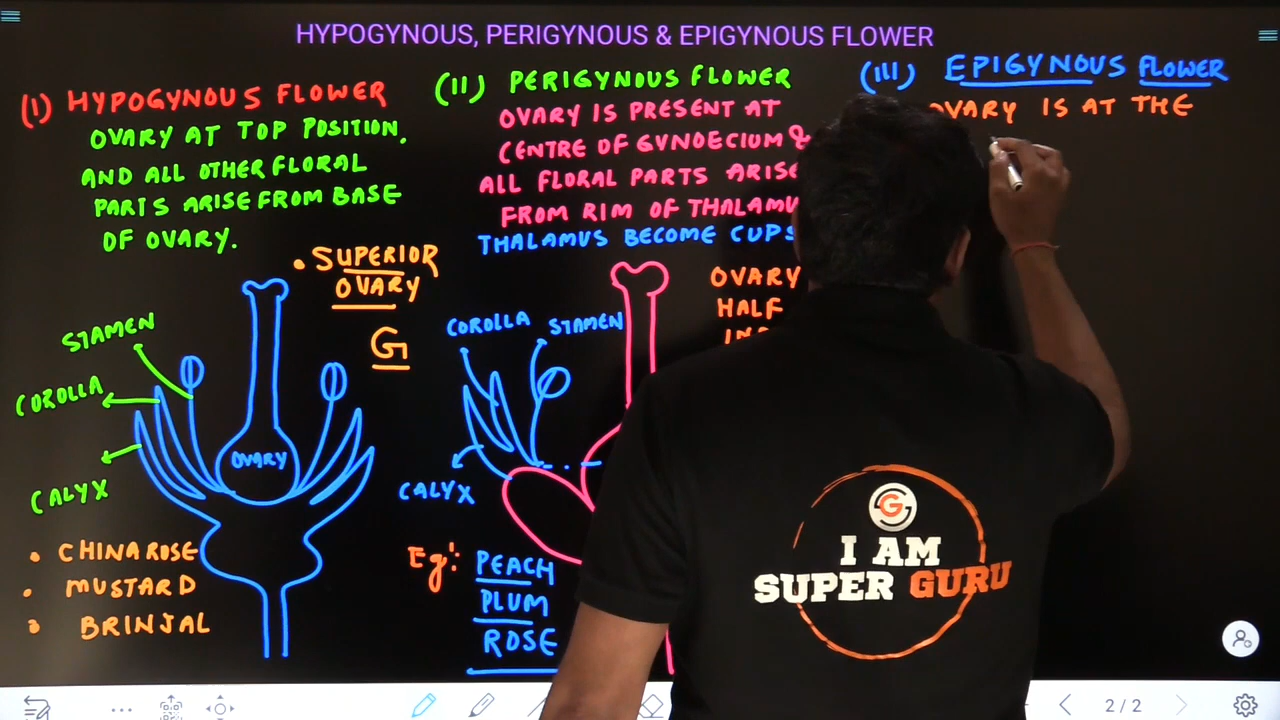 HYPOGYNOUS, PERIGYNOUS & EPIGYNOUS FLOWER
(I) HYPOGYNOUS FLOWER
OVARY AT TOP POSITION.
AND ALL OTHER FLORAL
PARTS ARISE FROM BASE
OF OVARY.
• SUPERIOR
OVARY
G
STAMEN
COROLLA
CALYX
OVARY
• CHINA ROSE
• MUSTARD
• BRINJAL
(II) PERIGYNOUS FLOWER
OVARY IS PRESENT AT
CENTRE OF GYNOECIUM &
ALL FLORAL PARTS ARISE
FROM RIM OF THALAMU
THALAMUS BECOME CUPS
OVARY
HALF
COROLLA STAMEN
CALYX
Eg':
PEACH
PLUM
ROSE
(III) EPIGYNOUS FLOWER
OVARY IS AT THE
G
I AM
SUPER GURU
2/2